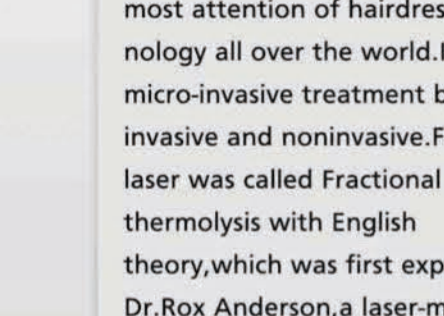 most attention of hairdres
nology all over the world.
micro-invasive treatment b
invasive and noninvasive.F
laser was called Fractional
thermolysis with English
theory,which was first exp
Dr.Rox Anderson,a laser-m